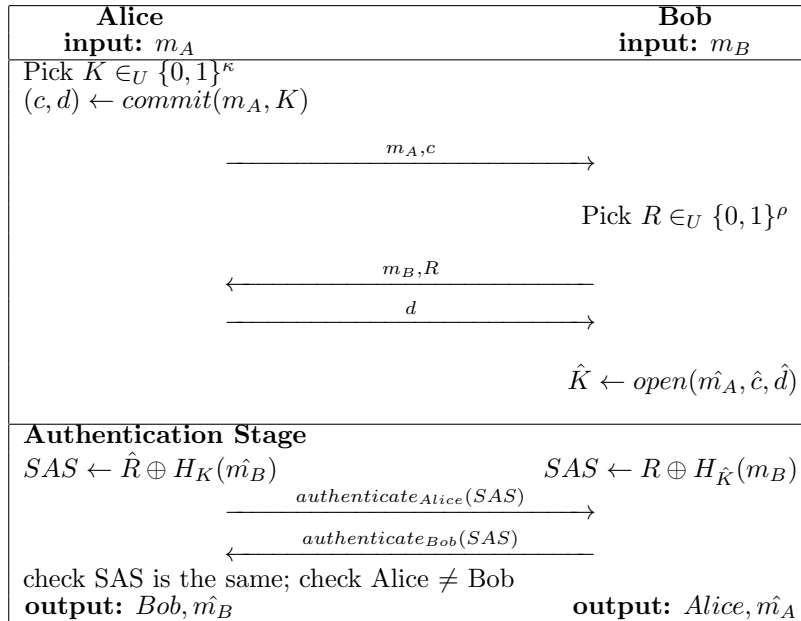 Alice Bob
input: m_A input: m_B
Pick K ∈_U {0, 1}^κ
(c, d) ← commit(m_A, K)
m_A,c
Pick R ∈_U {0, 1}^ρ
m_B,R
d
K̂ ← open(m̂_A, ĉ, d̂)
Authentication Stage
SAS ← R̂ ⊕ H_K(m̂_B) SAS ← R ⊕ H_K̂(m_B)
authenticate_Alice(SAS)
authenticate_Bob(SAS)
check SAS is the same; check Alice ≠ Bob
output: Bob, m̂_B output: Alice, m̂_A